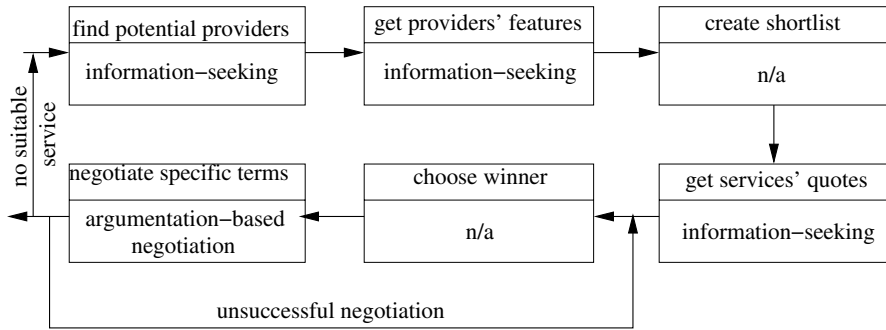 find potential providers
information−seeking
get providers' features
information−seeking
create shortlist
n/a
no suitable
service
negotiate specific terms
argumentation−based
negotiation
choose winner
n/a
get services' quotes
information−seeking
unsuccessful negotiation